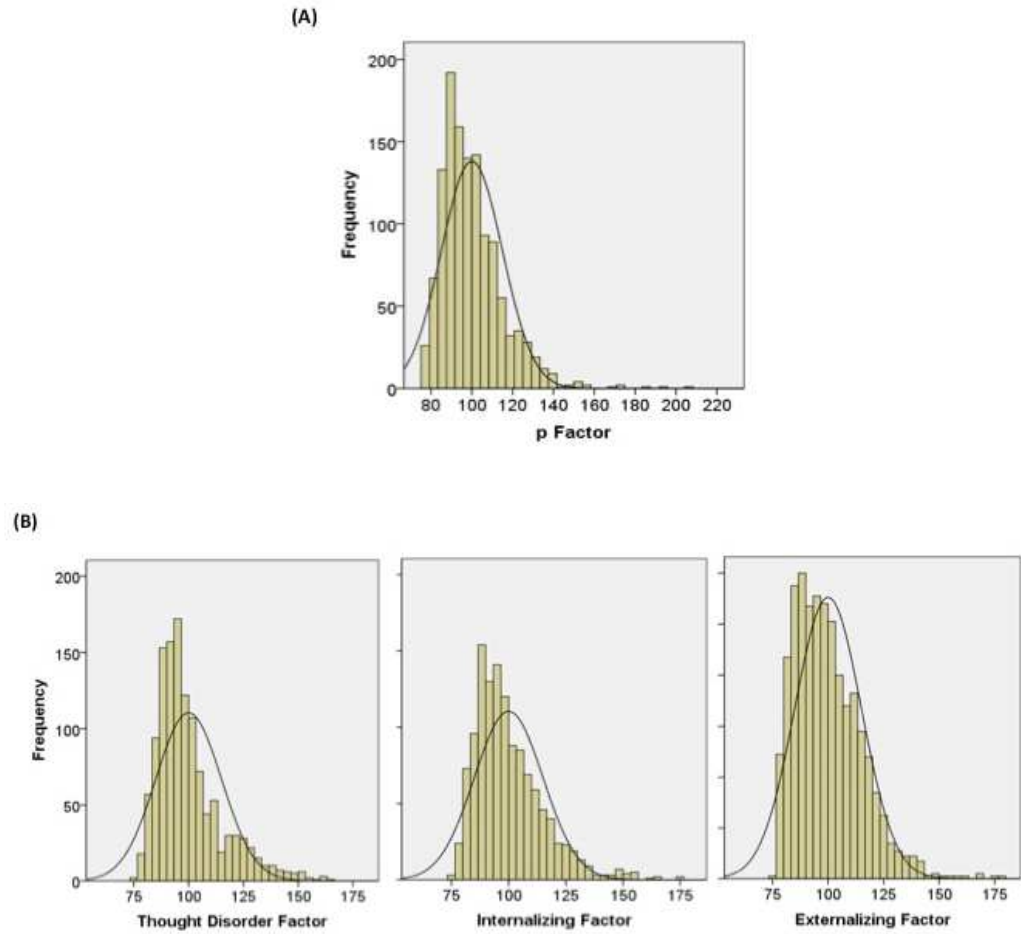 (A)
200
150
100
50
0
Frequency
80 100 120 140 160 180 200 220
p Factor
(B)
200
150
100
50
0
Frequency
75 100 125 150 175
Thought Disorder Factor
75 100 125 150 175
Internalizing Factor
75 100 125 150 175
Externalizing Factor